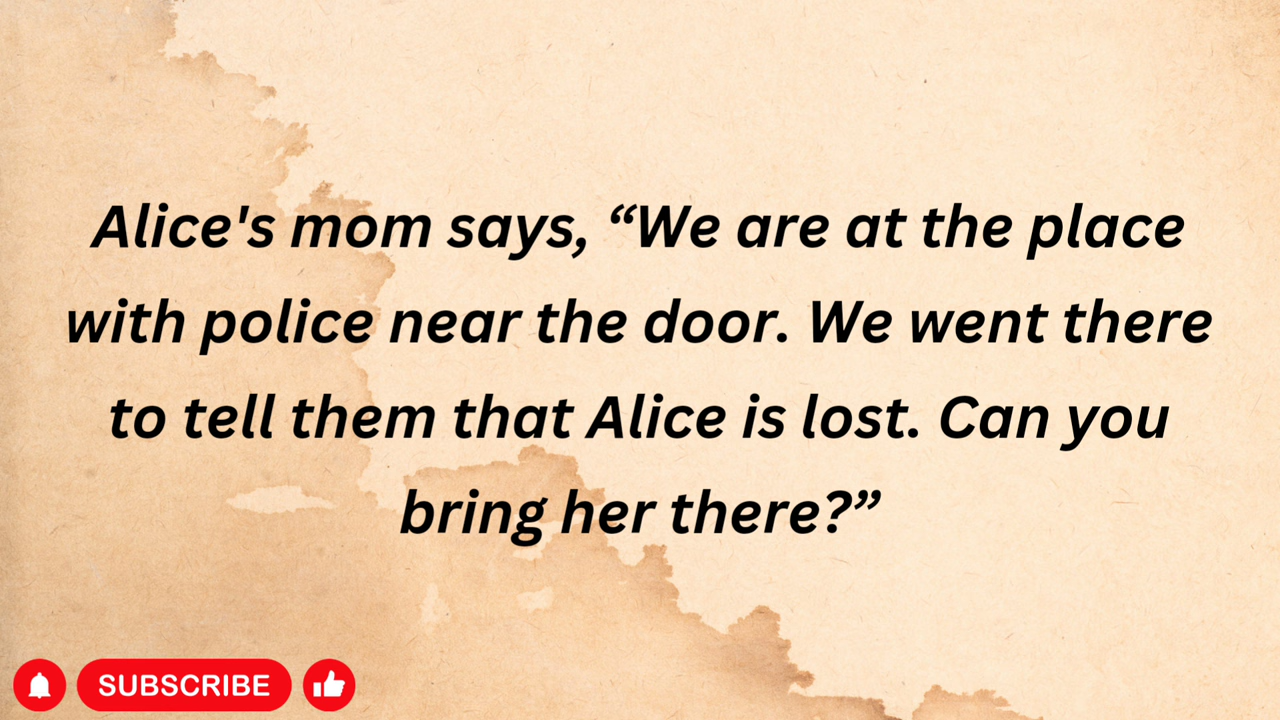 Alice's mom says, “We are at the place
with police near the door. We went there
to tell them that Alice is lost. Can you
bring her there?”
SUBSCRIBE